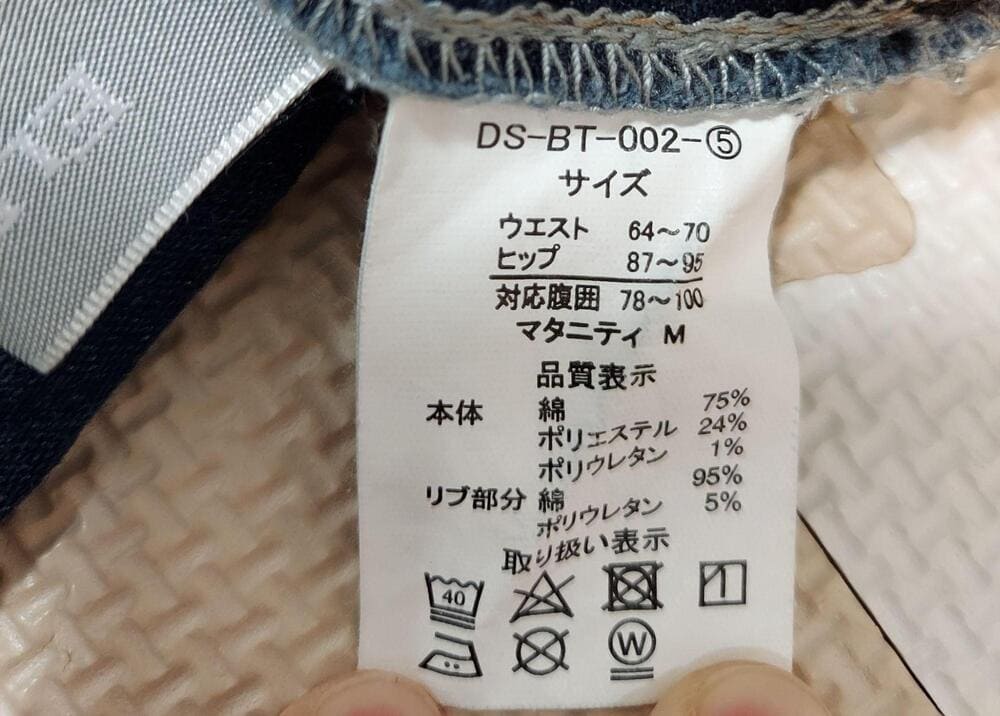 DS-BT-002-⑤
サイズ
ウエスト 64～70
ヒップ 87～95
対応腹囲 78～100
マタニティ M
品質表示
本体 綿 75%
ポリエステル 24%
ポリウレタン 1%
リブ部分 綿 95%
ポリウレタン 5%
取り扱い表示
40
W